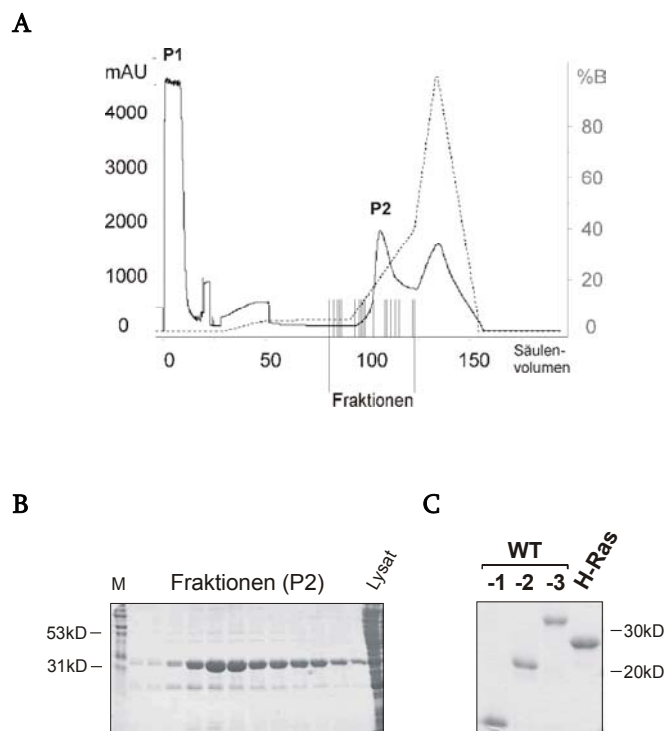 A
P1
mAU
%B
4000
80
3000
60
P2
2000
40
1000
20
0
0
0
50
100
150
Säulen-
volumen
Fraktionen
B
C
M
Fraktionen (P2)
Lysat
53kD
31kD
WT
-1 -2 -3
H-Ras
30kD
20kD